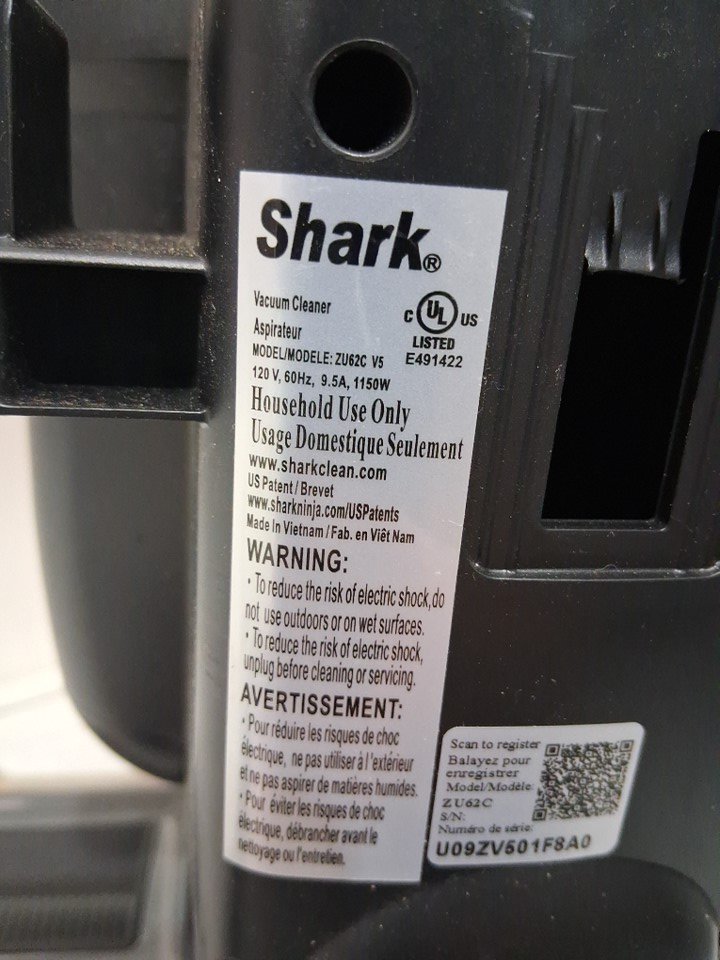 Shark®
Vacuum Cleaner
Aspirateur
C UL US
LISTED
E491422
MODEL/MODELE: ZU62C V5
120 V, 60Hz, 9.5A, 1150W
Household Use Only
Usage Domestique Seulement
www.sharkclean.com
US Patent / Brevet
www.sharkninja.com/USPatents
Made In Vietnam / Fab. en Viêt Nam
WARNING:
· To reduce the risk of electric shock, do
not use outdoors or on wet surfaces.
· To reduce the risk of electric shock,
unplug before cleaning or servicing.
AVERTISSEMENT:
· Pour réduire les risques de choc
électrique, ne pas utiliser à l'extérieur
et ne pas aspirer de matières humides.
· Pour éviter les risques de choc
électrique, débrancher avant le
nettoyage ou l'entretien.
Scan to register
Balayez pour
enregistrer
Model/Modèle:
ZU62C
S/N:
Numéro de série:
U09ZV501F8A0